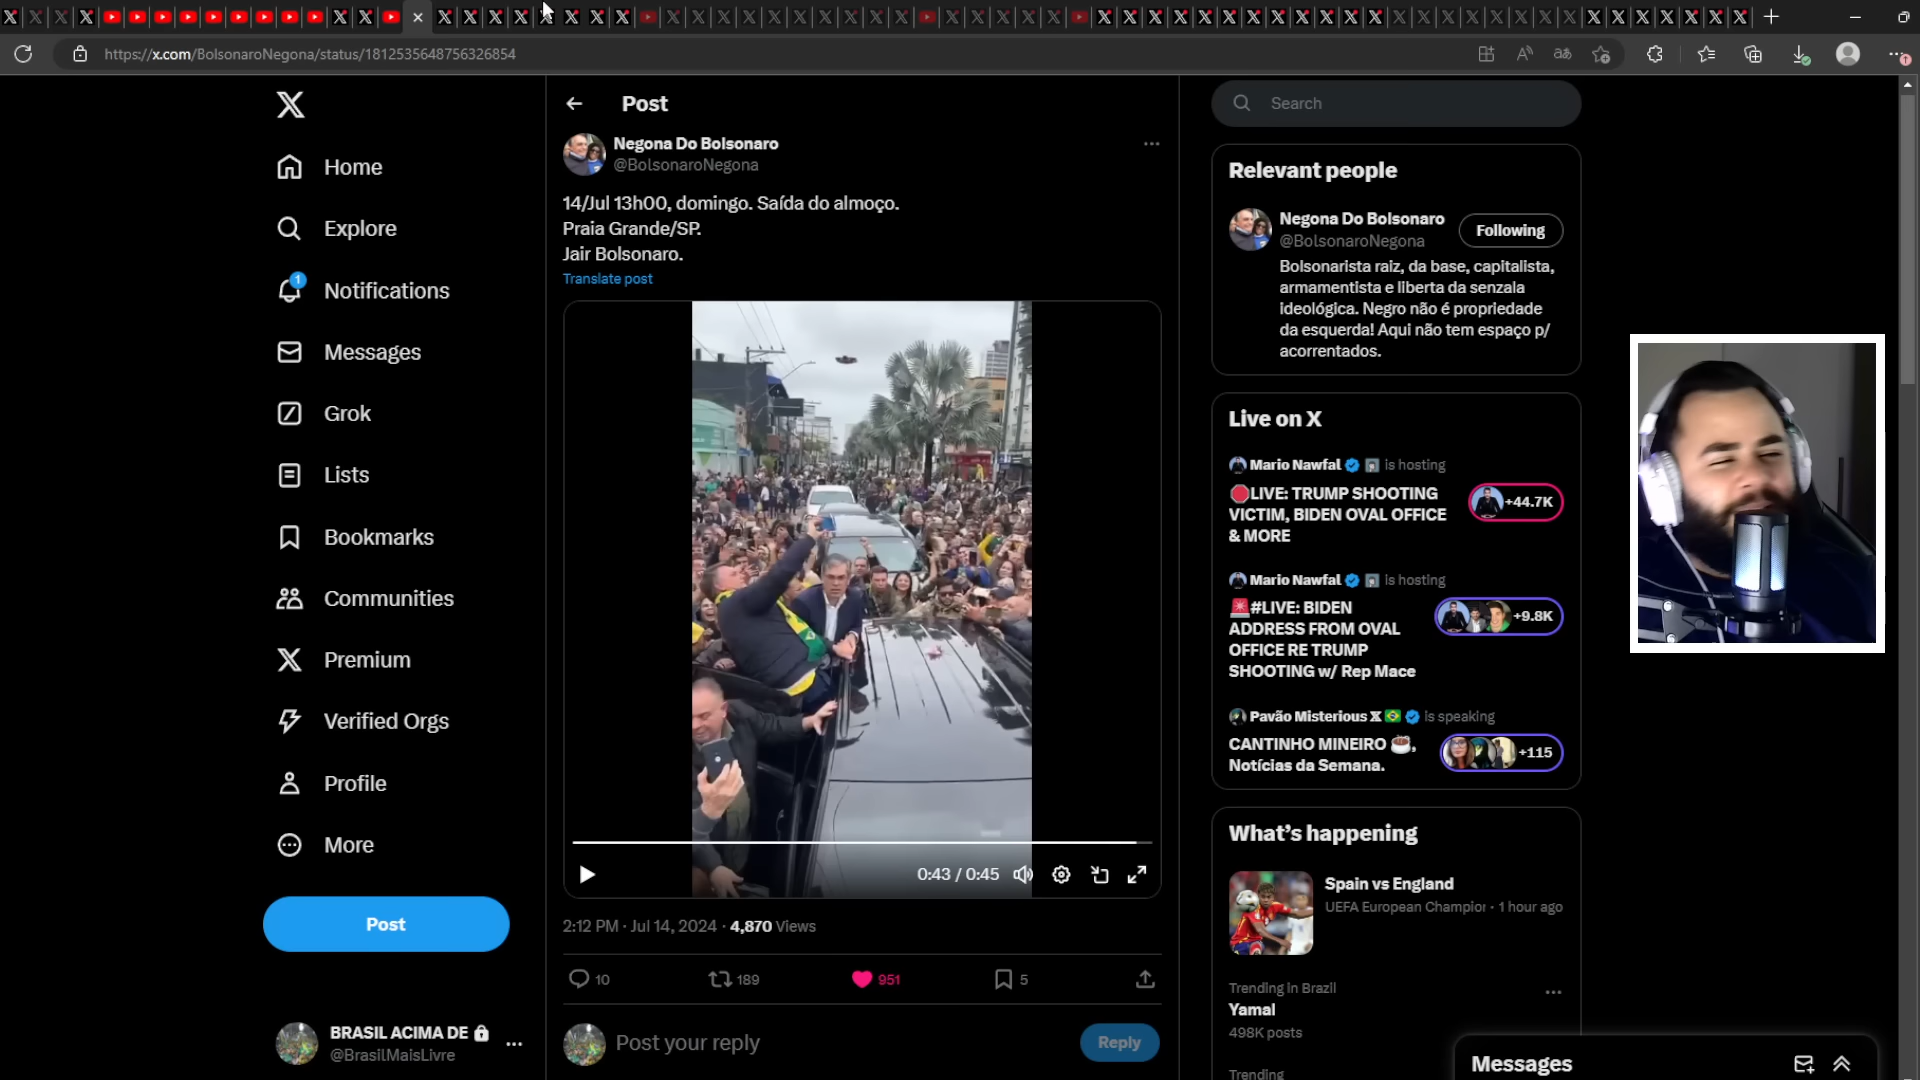 https://x.com/BolsonaroNegona/status/1812535648756326854
Home
Explore
1
Notifications
Messages
Grok
Lists
Bookmarks
Communities
Premium
Verified Orgs
Profile
More
Post
BRASIL ACIMA DE
@BrasilMaisLivre
Post
Negona Do Bolsonaro
@BolsonaroNegona
14/Jul 13h00, domingo. Saída do almoço.
Praia Grande/SP.
Jair Bolsonaro.
Translate post
0:43 / 0:45
2:12 PM · Jul 14, 2024 · 4,870 Views
10
189
951
5
Post your reply
Reply
Search
Relevant people
Negona Do Bolsonaro
@BolsonaroNegona
Following
Bolsonarista raiz, da base, capitalista,
armamentista e liberta da senzala
ideológica. Negro não é propriedade
da esquerda! Aqui não tem espaço p/
acorrentados.
Live on X
Mario Nawfal is hosting
LIVE: TRUMP SHOOTING
VICTIM, BIDEN OVAL OFFICE
& MORE
+44.7K
Mario Nawfal is hosting
#LIVE: BIDEN
ADDRESS FROM OVAL
OFFICE RE TRUMP
SHOOTING w/ Rep Mace
+9.8K
Pavão Misterious X is speaking
CANTINHO MINEIRO ,
Notícias da Semana.
+115
What's happening
Spain vs England
UEFA European Champior · 1 hour ago
Trending in Brazil
Yamal
498K posts
Trending
Messages